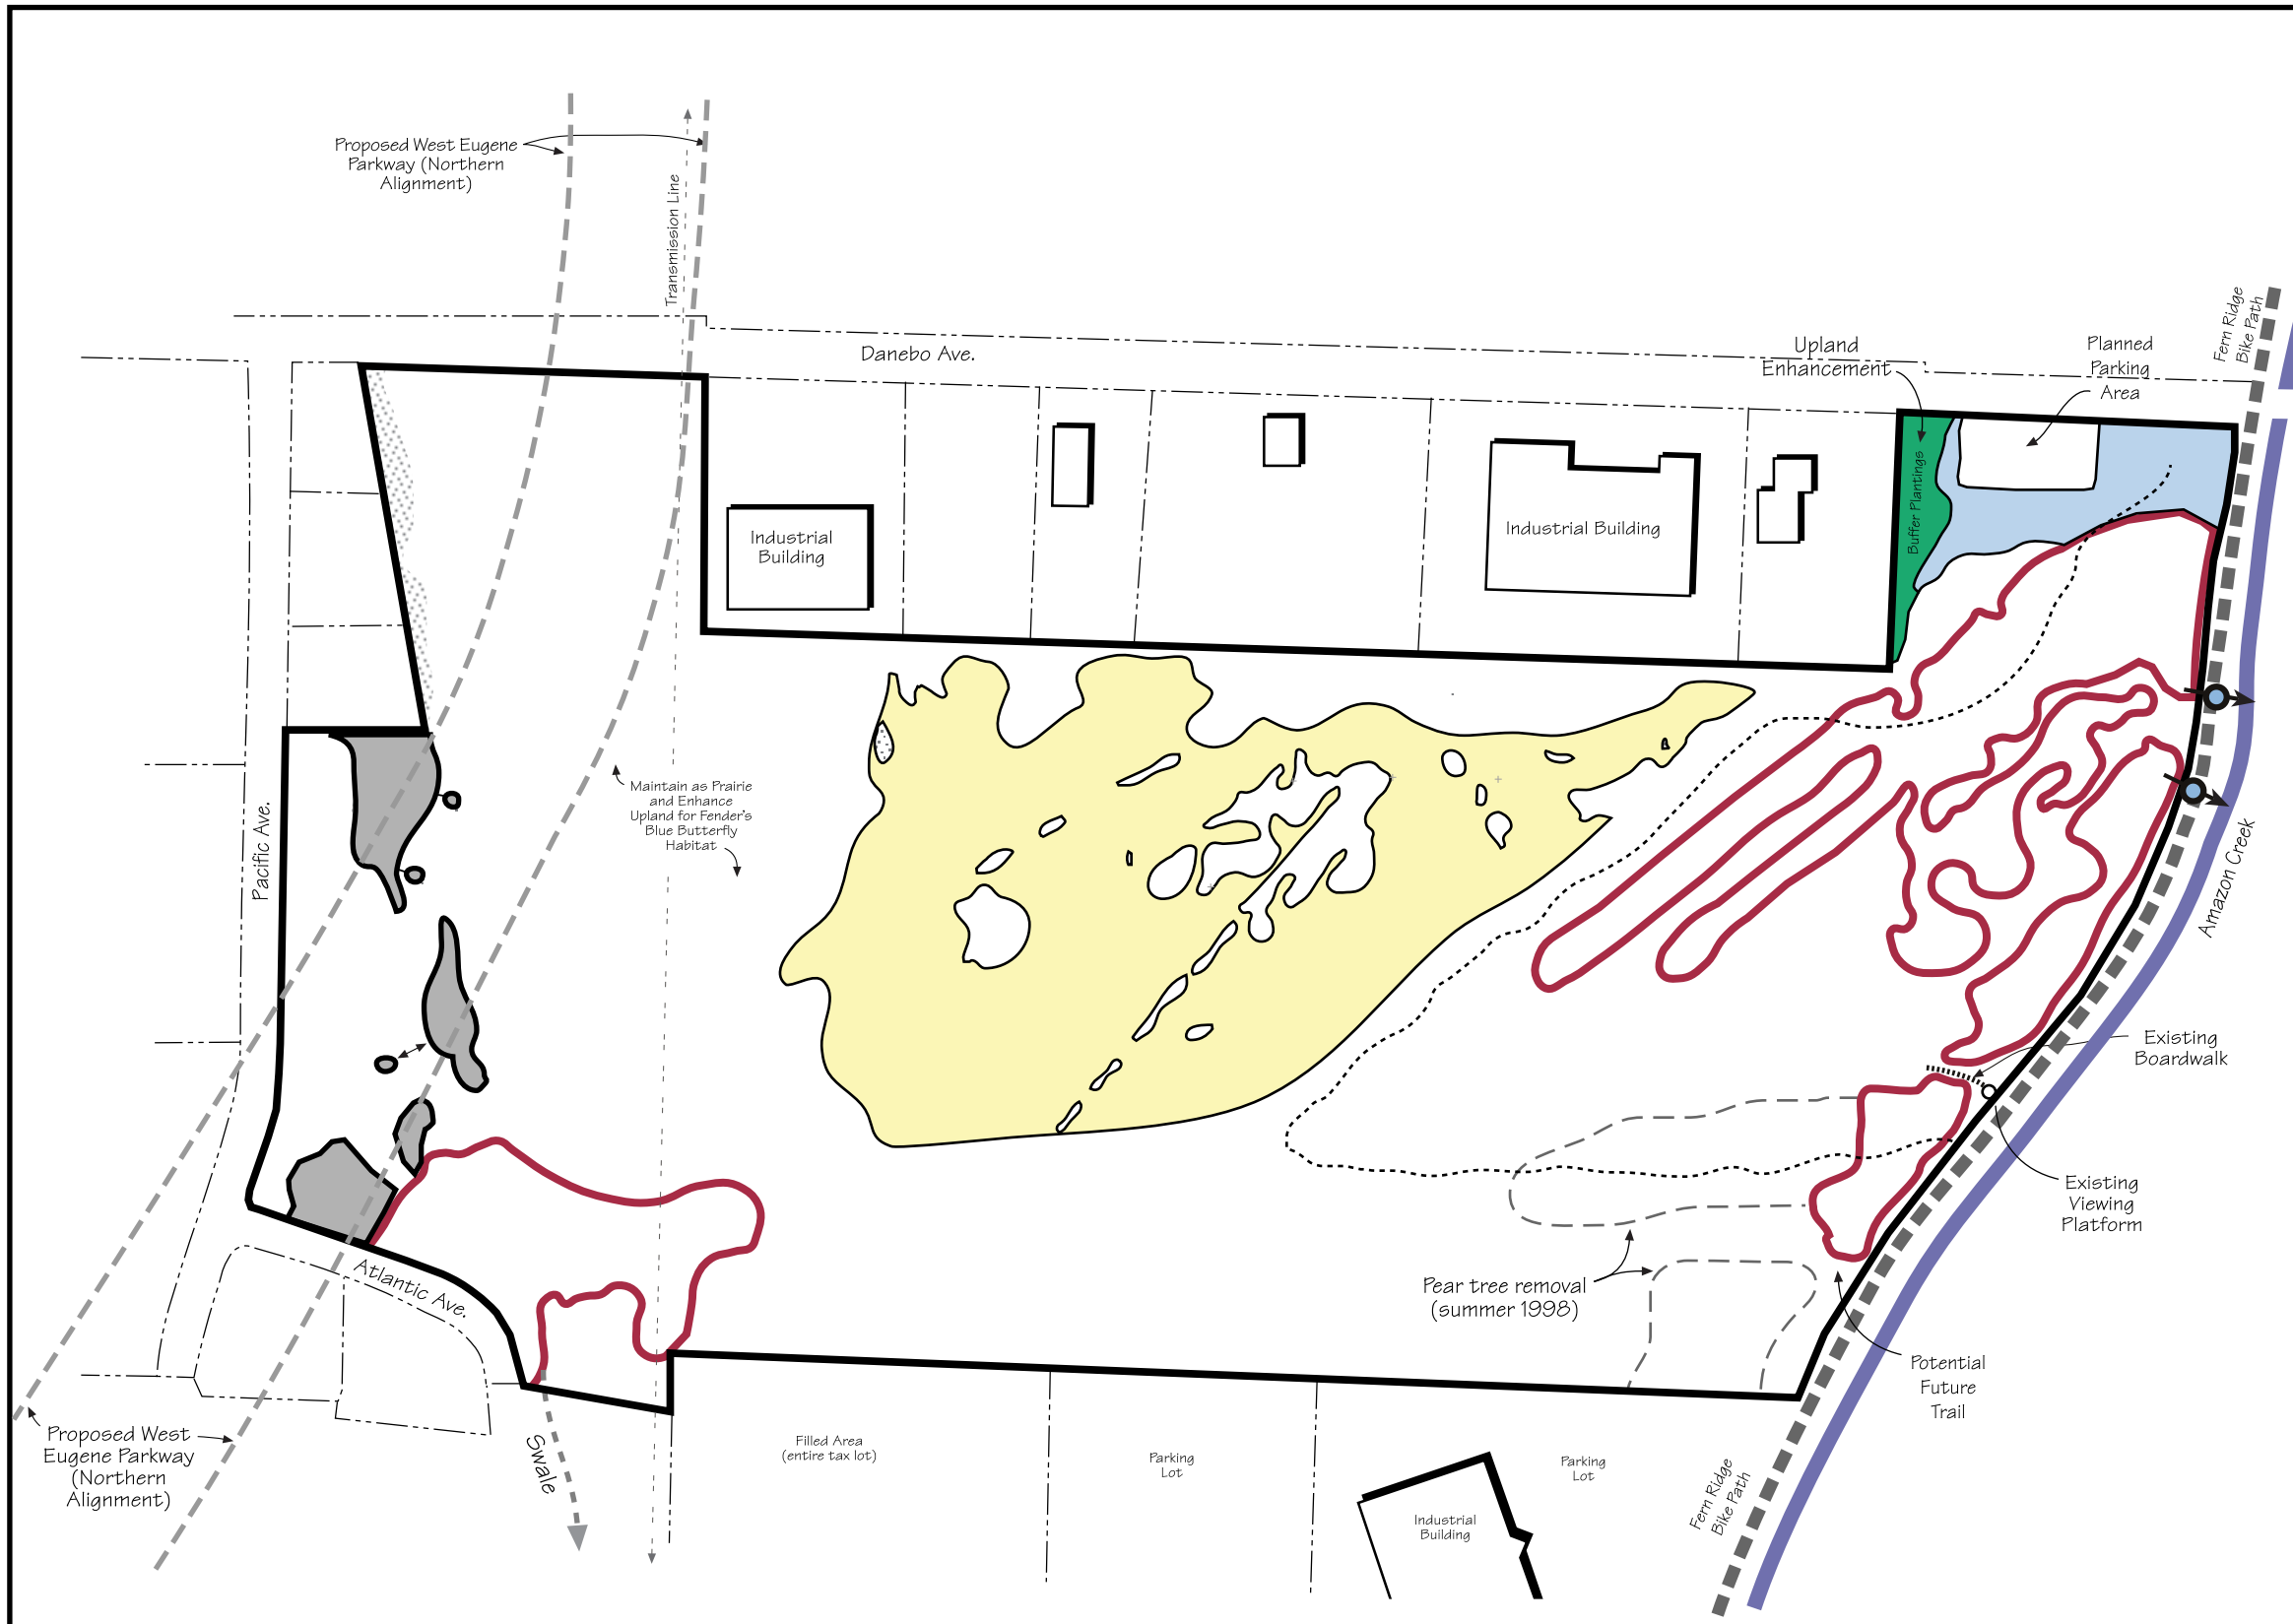 Proposed West Eugene
Parkway (Northern
Alignment)
Transmission Line
Danebo Ave.
Upland
Enhancement
Planned
Parking
Area
Fern Ridge
Bike Path
Industrial
Building
Industrial Building
Buffer Plantings
Maintain as Prairie
and Enhance
Upland for Fender's
Blue Butterfly
Habitat
Pacific Ave.
Amazon Creek
Existing
Boardwalk
Existing
Viewing
Platform
Atlantic Ave.
Pear tree removal
(summer 1998)
Potential
Future
Trail
Proposed West
Eugene Parkway
(Northern
Alignment)
Swale
Filled Area
(entire tax lot)
Parking
Lot
Parking
Lot
Industrial
Building
Fern Ridge
Bike Path